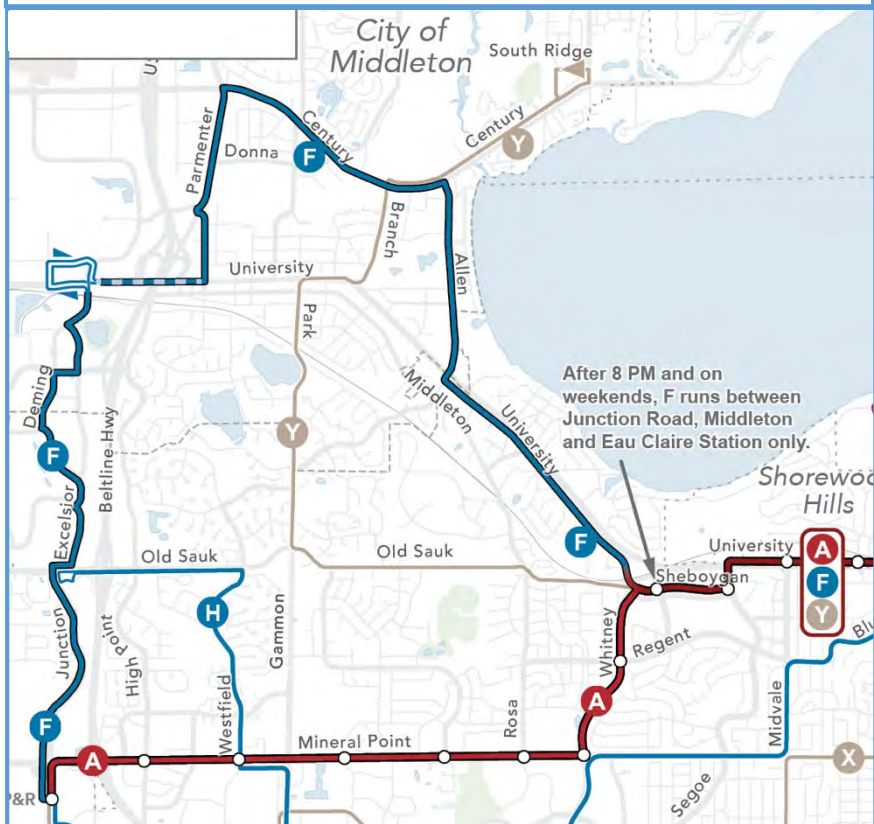 City of
Middleton
South Ridge
US
Century
Century
Y
Parmenter
Donna
F
Branch
University
Allen
Park
Deming
Middleton
After 8 PM and on
weekends, F runs between
Junction Road, Middleton
and Eau Claire Station only.
Y
Beltline Hwy
University
F
Shorewood
Hills
Excelsior
F
University
A
F
Y
Old Sauk
Old Sauk
Sheboygan
H
Whitney
Regent
Junction
High Point
Gammon
Westfield
A
Rosa
Midvale
F
A
Mineral Point
X
Segoe
P&R